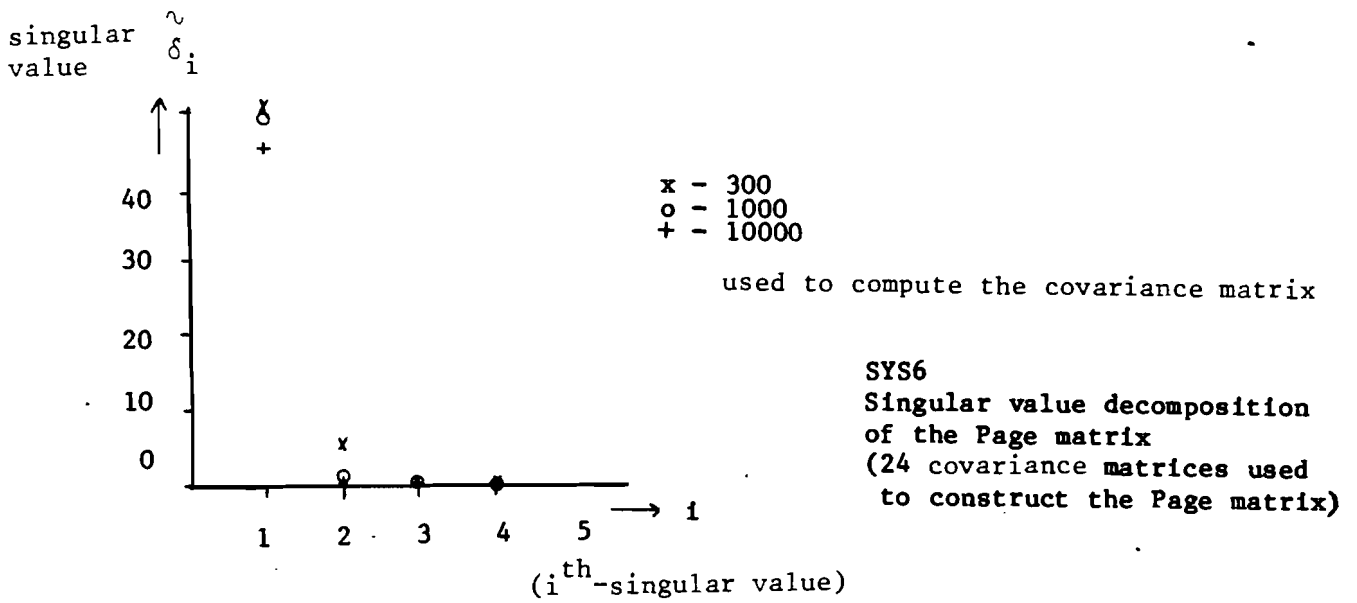 singular δ̃i
value
40
30
20
10
0
1 2 3 4 5 → i
(i^th-singular value)
x - 300
o - 1000
+ - 10000
used to compute the covariance matrix
SYS6
Singular value decomposition
of the Page matrix
(24 covariance matrices used
to construct the Page matrix)